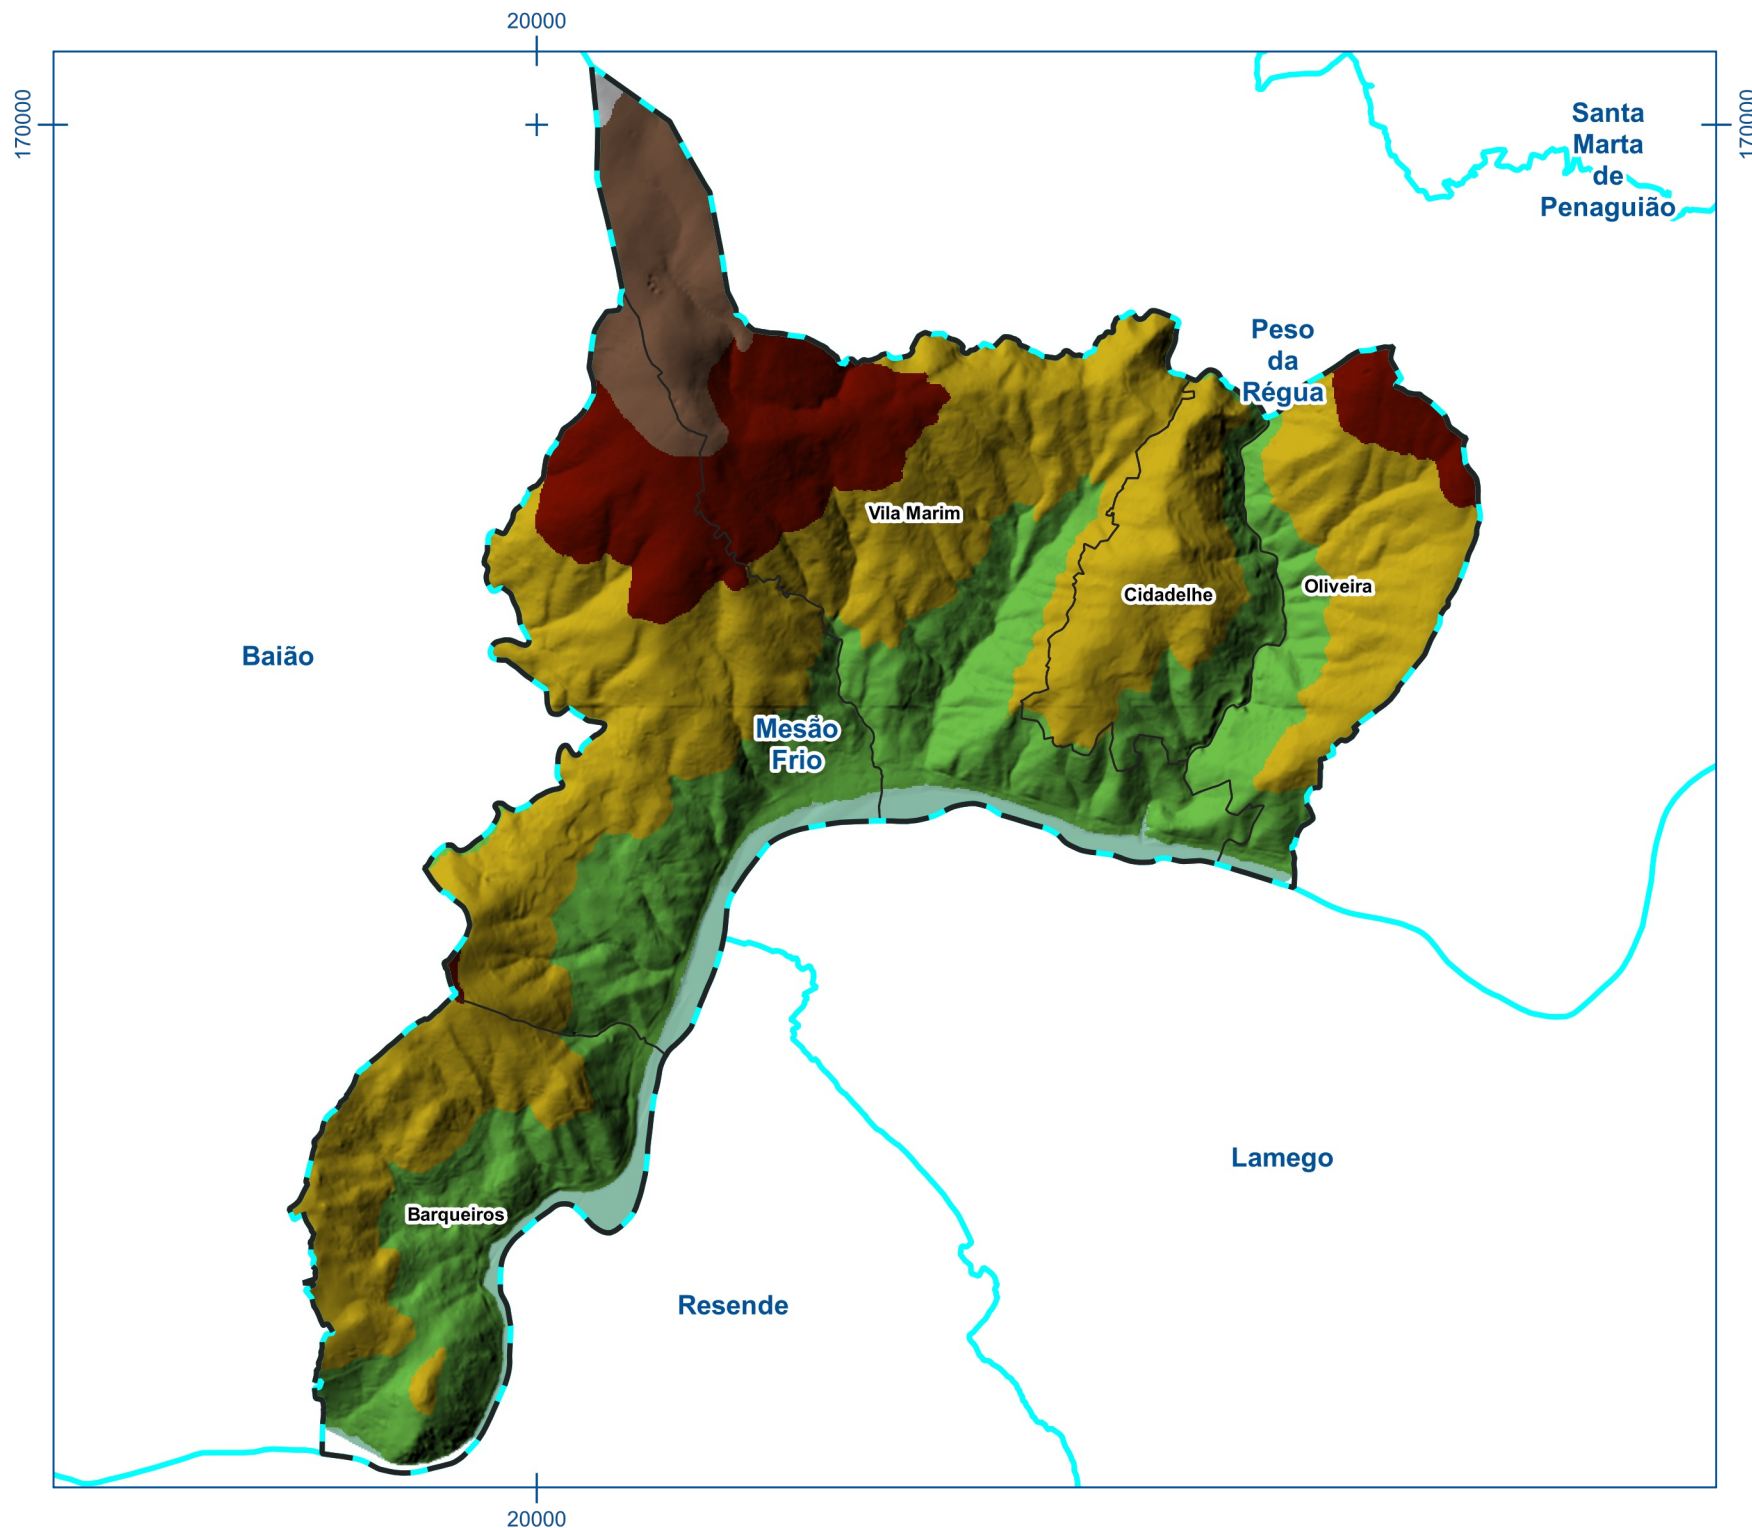 20000
170000
170000
Santa
Marta
de
Penaguião
Peso
da
Régua
Vila Marim
Cidadelhe
Oliveira
Baião
Mesão
Frio
Lamego
Barqueiros
Resende
20000